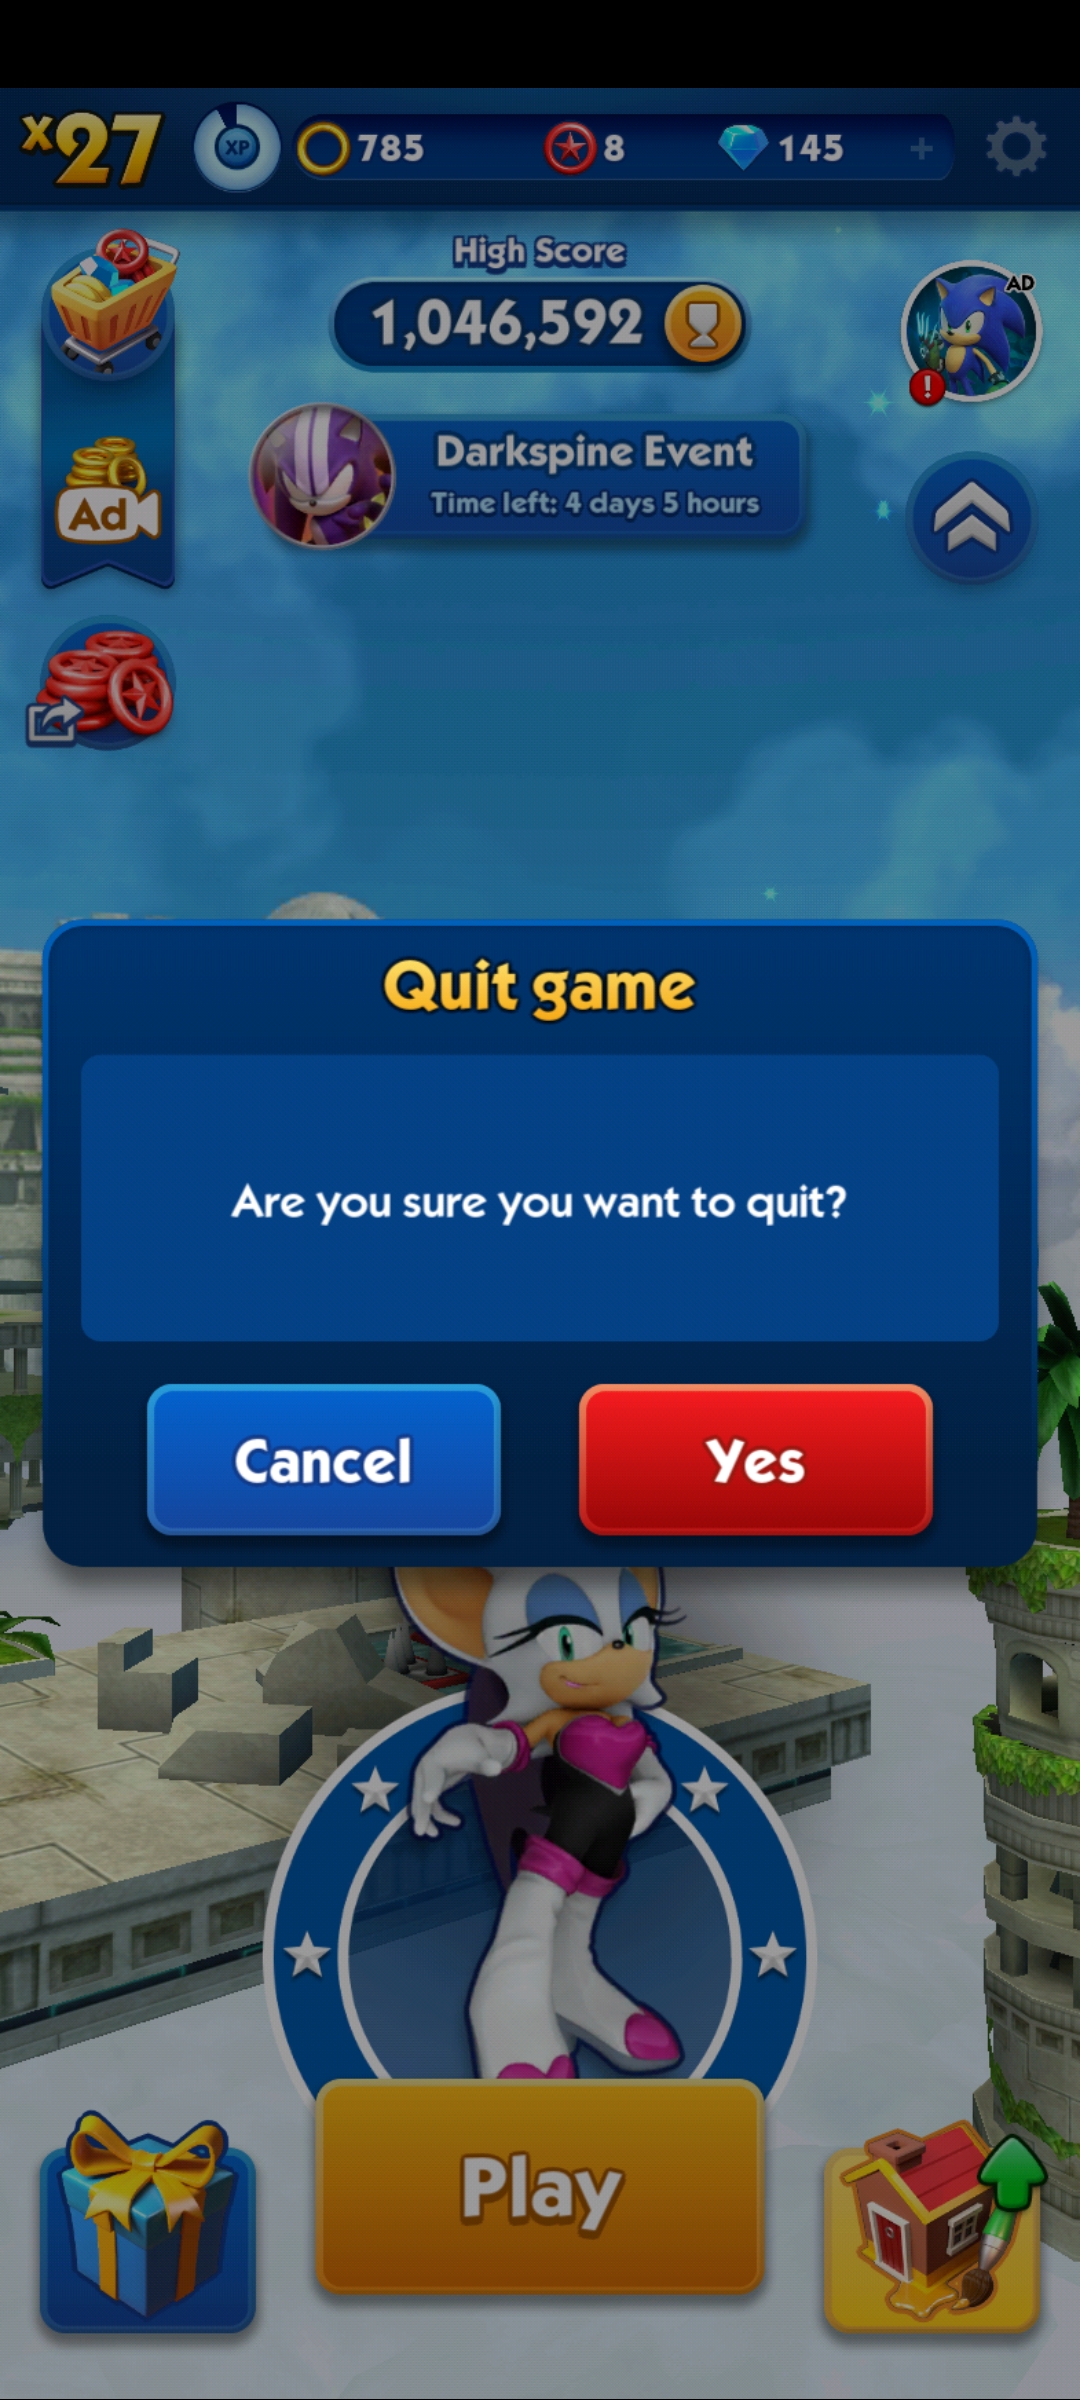 x27
XP
785
8
145
+
High Score
1,046,592
AD
!
Darkspine Event
Time left: 4 days 5 hours
Ad
Quit game
Are you sure you want to quit?
Cancel
Yes
Play